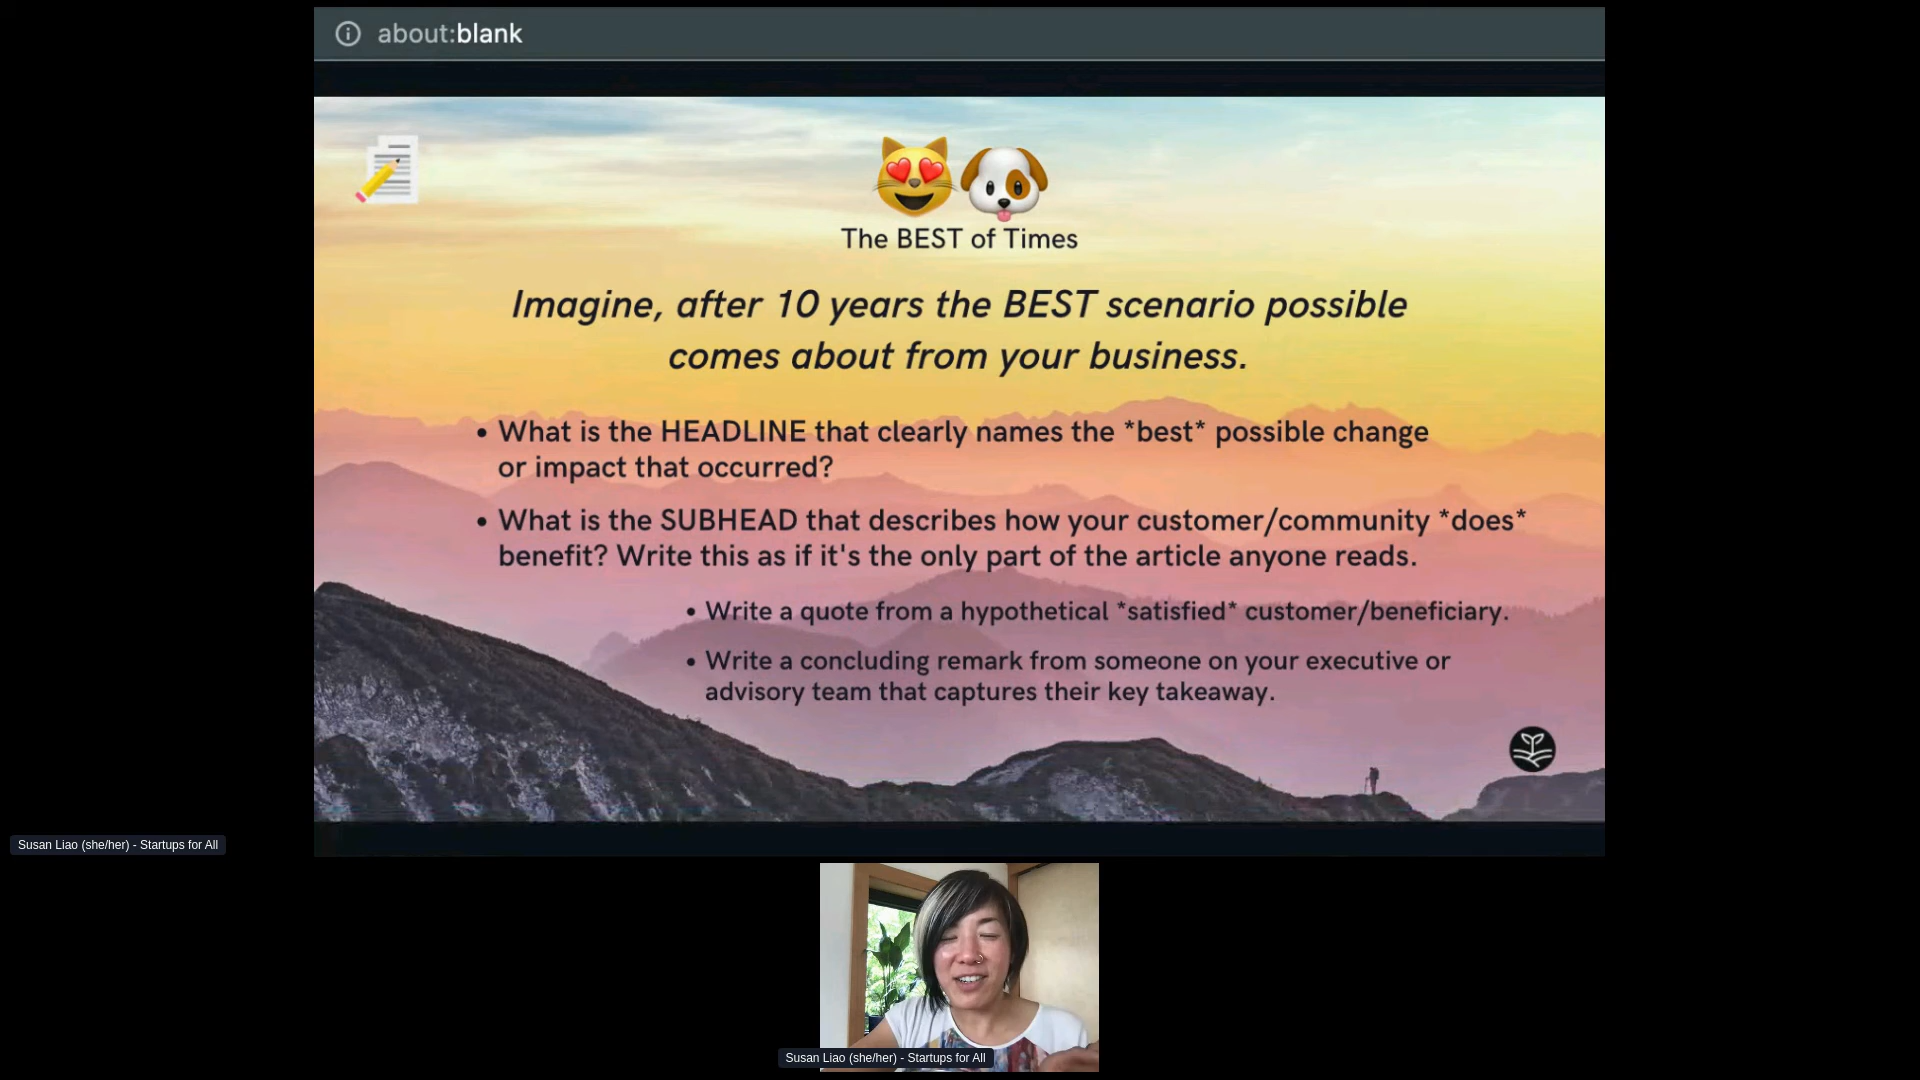 about:blank
The BEST of Times
Imagine, after 10 years the BEST scenario possible
comes about from your business.
• What is the HEADLINE that clearly names the *best* possible change
or impact that occurred?
• What is the SUBHEAD that describes how your customer/community *does*
benefit? Write this as if it's the only part of the article anyone reads.
• Write a quote from a hypothetical *satisfied* customer/beneficiary.
• Write a concluding remark from someone on your executive or
advisory team that captures their key takeaway.
Susan Liao (she/her) - Startups for All
Susan Liao (she/her) - Startups for All